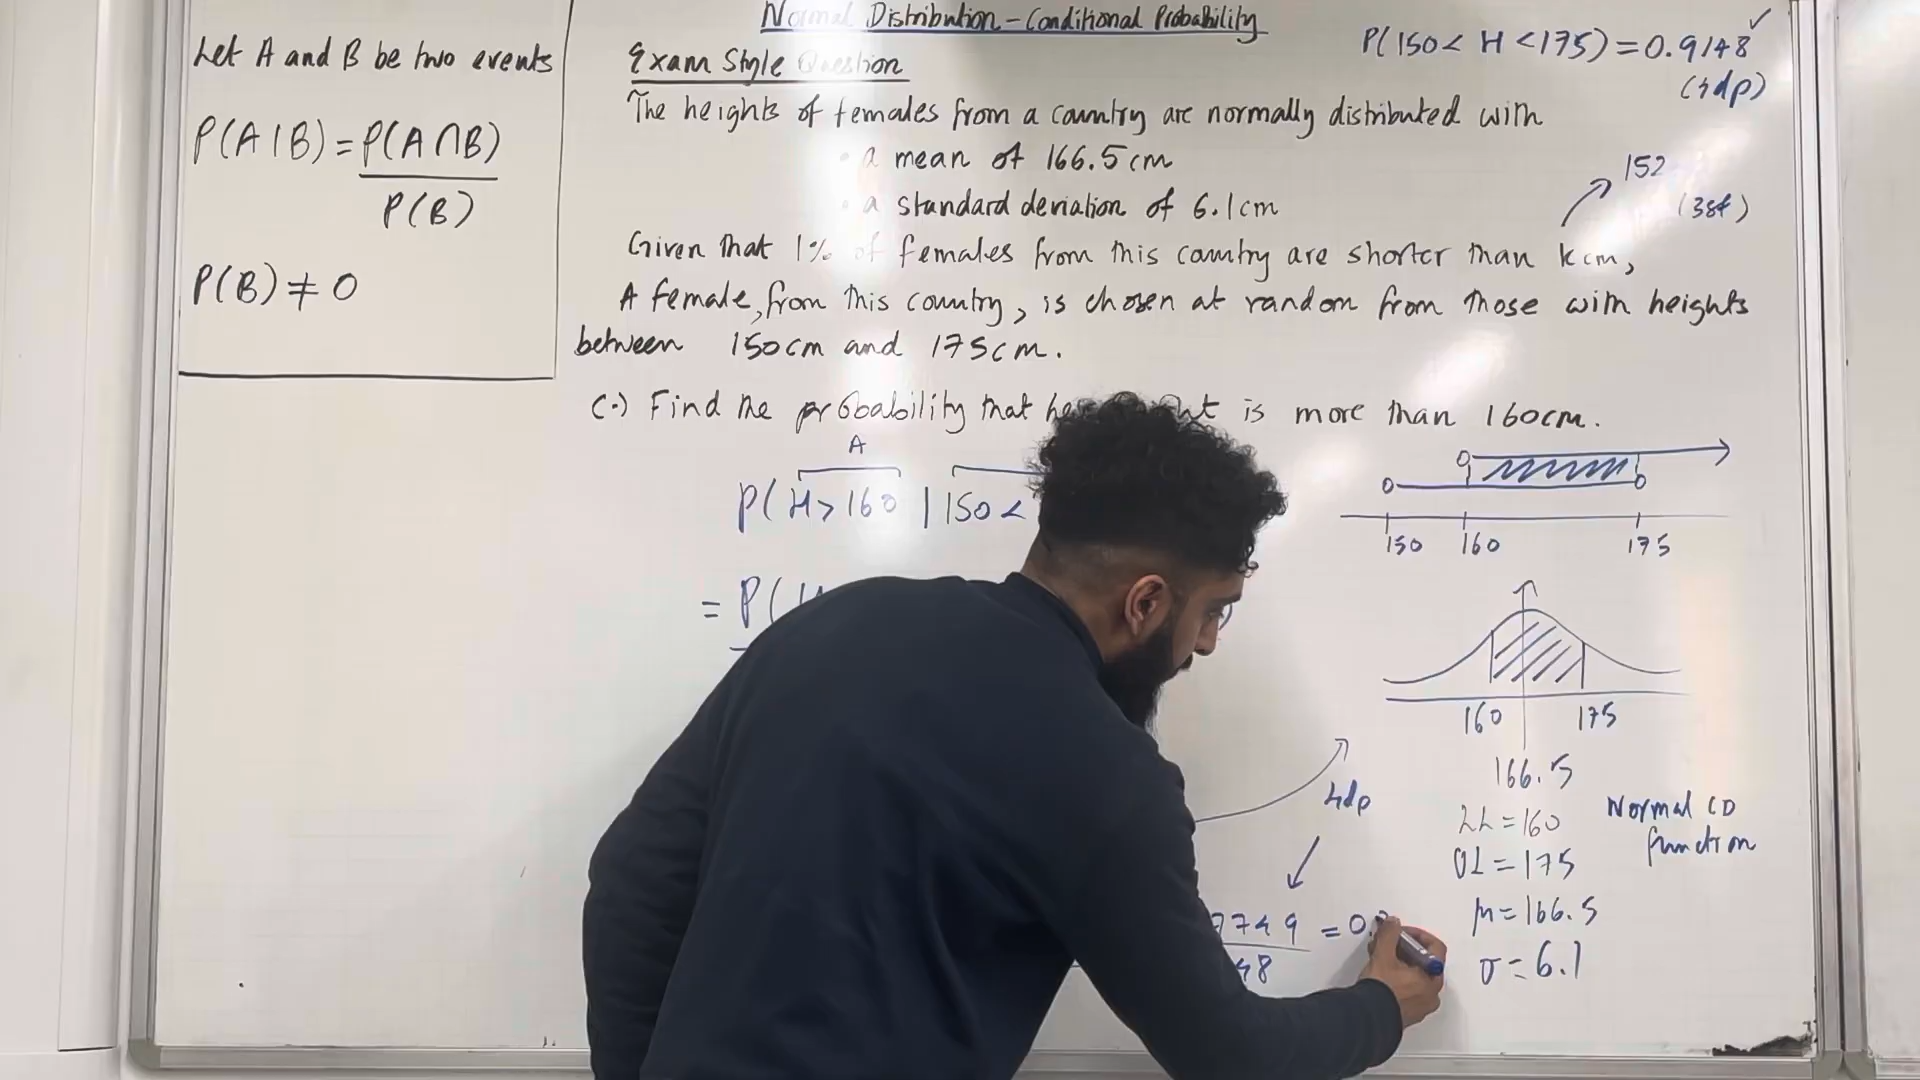 Normal Distribution - Conditional Probability
Let A and B be two events
P(A|B) = P(A∩B)
P(B)
P(B) ≠ 0
Exam Style Question
The heights of females from a country are normally distributed with
• a mean of 166.5cm
• a standard deviation of 6.1cm
Given that 1% of females from this country are shorter than k cm,
A female, from this country, is chosen at random from those with heights
between 150cm and 175cm.
C.) Find the probability that is more than 160cm.
P(150 < H < 175) = 0.9148 ✓
(4dp)
152
(3sf)
A
P(H > 160 | 150 <
= P(
150 160 175
160 175
166.5
LL = 160
UL = 175
μ = 166.5
σ = 6.1
Normal CD
function
4dp
7749 = 0.
48